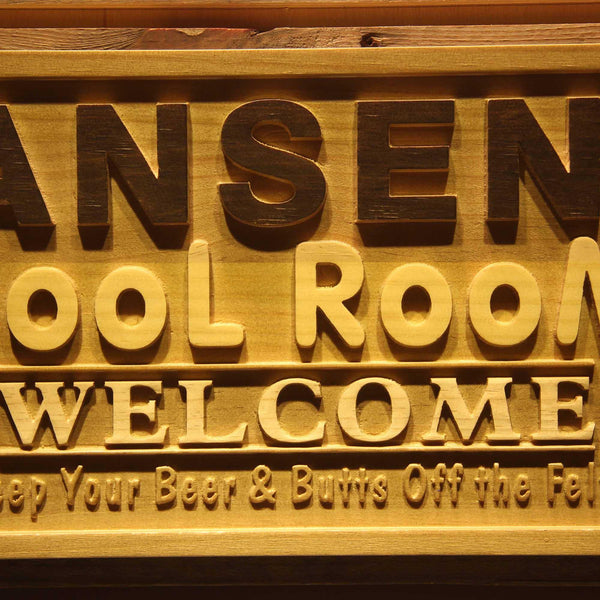 ANSEN
OOL ROOM
WELCOME
eep Your Beer & Butts Off the Fel